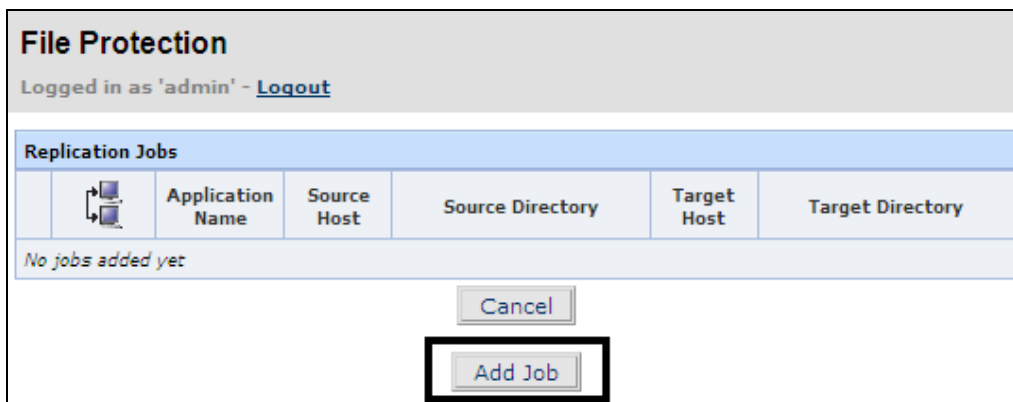 File Protection
Logged in as 'admin' - Logout
Replication Jobs
Application Name
Source Host
Source Directory
Target Host
Target Directory
No jobs added yet
Cancel
Add Job